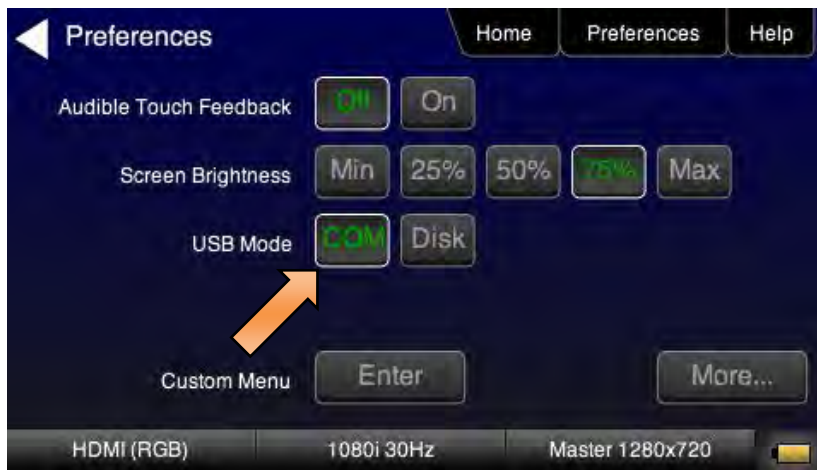 Preferences Home Preferences Help
Audible Touch Feedback Off On
Screen Brightness Min 25% 50% 75% Max
USB Mode COM Disk
Custom Menu Enter More...
HDMI (RGB) 1080i 30Hz Master 1280x720